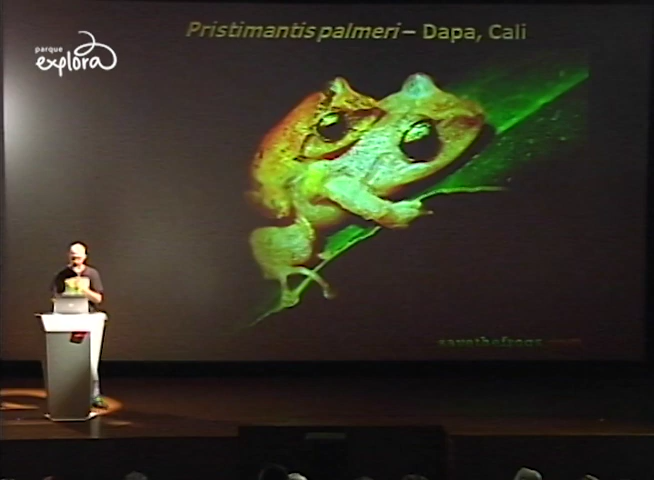 Pristimantis palmeri – Dapa, Cali
parque
explora
savethefrogs.com